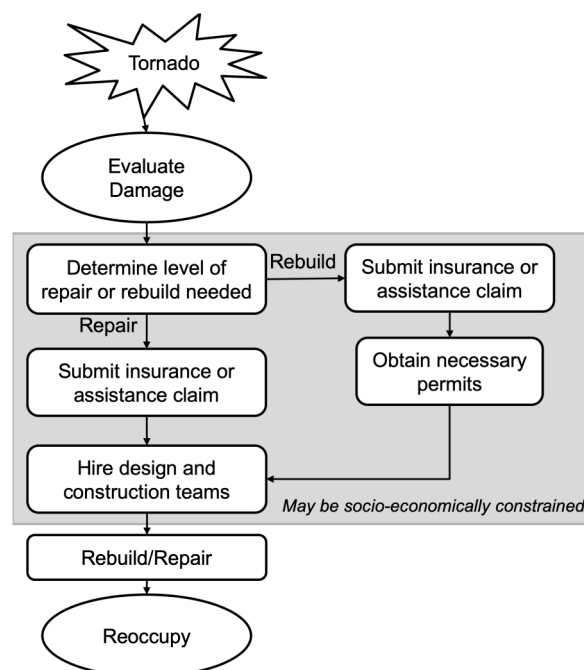 Tornado
Evaluate
Damage
Determine level of
repair or rebuild needed
Rebuild
Submit insurance or
assistance claim
Repair
Obtain necessary
permits
Submit insurance or
assistance claim
Hire design and
construction teams
May be socio-economically constrained
Rebuild/Repair
Reoccupy